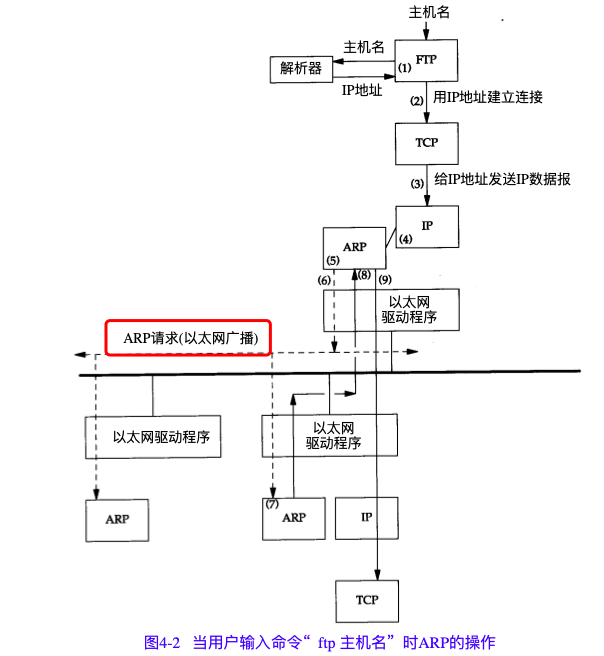 主机名
主机名
解析器
(1)
FTP
IP地址
(2)
用IP地址建立连接
TCP
(3)
给IP地址发送IP数据报
IP
(4)
ARP
(5)
(6)
(8)
(9)
以太网
驱动程序
ARP请求(以太网广播)
以太网驱动程序
以太网
驱动程序
ARP
(7)
ARP
IP
TCP
图4-2 当用户输入命令“ftp 主机名”时ARP的操作